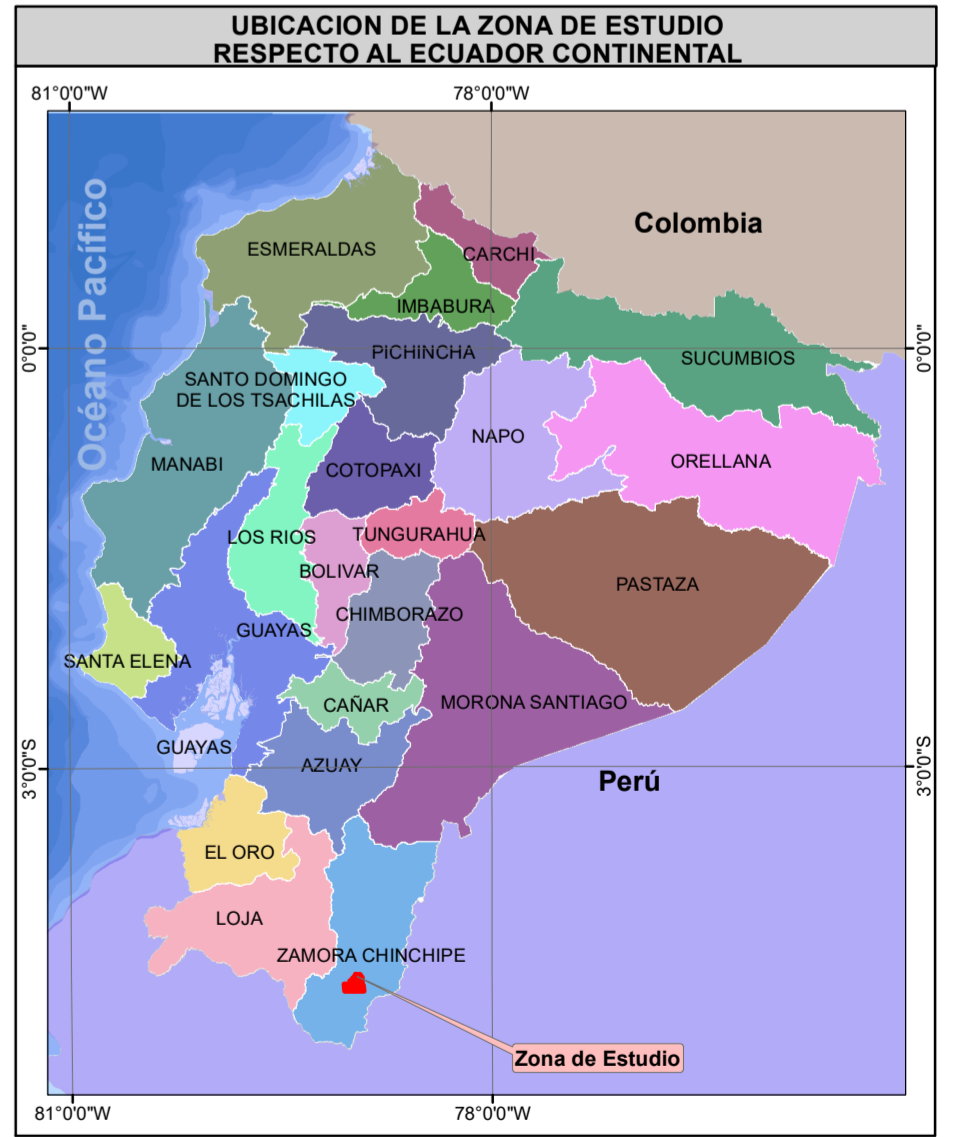 UBICACION DE LA ZONA DE ESTUDIO
RESPECTO AL ECUADOR CONTINENTAL
81°0'0"W
78°0'0"W
Océano Pacífico
Colombia
ESMERALDAS
CARCHI
IMBABURA
0°0'0"
0°0'0"
PiCHINCHA
SUCUMBIOS
SANTO DOMINGO
DE LOS TSACHILAS
NAPO
MANABI
COTOPAXI
ORELLANA
LOS RIOS
TUNGURAHUA
BOLIVAR
PASTAZA
CHIMBORAZO
GUAYAS
SANTA ELENA
CAÑAR
MORONA SANTIAGO
GUAYAS
AZUAY
3°0'0"S
3°0'0"S
Perú
EL ORO
LOJA
ZAMORA CHINCHIPE
Zona de Estudio
81°0'0"W
78°0'0"W